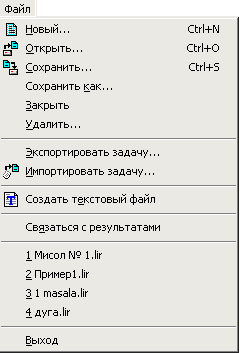 Файл
Новый... Ctrl+N
Открыть... Ctrl+O
Сохранить... Ctrl+S
Сохранить как...
Закрыть
Удалить...
Экспортировать задачу...
Импортировать задачу...
Создать текстовый файл
Связаться с результатами
1 Мисол № 1.lir
2 Пример1.lir
3 1 masala.lir
4 дуга.lir
Выход